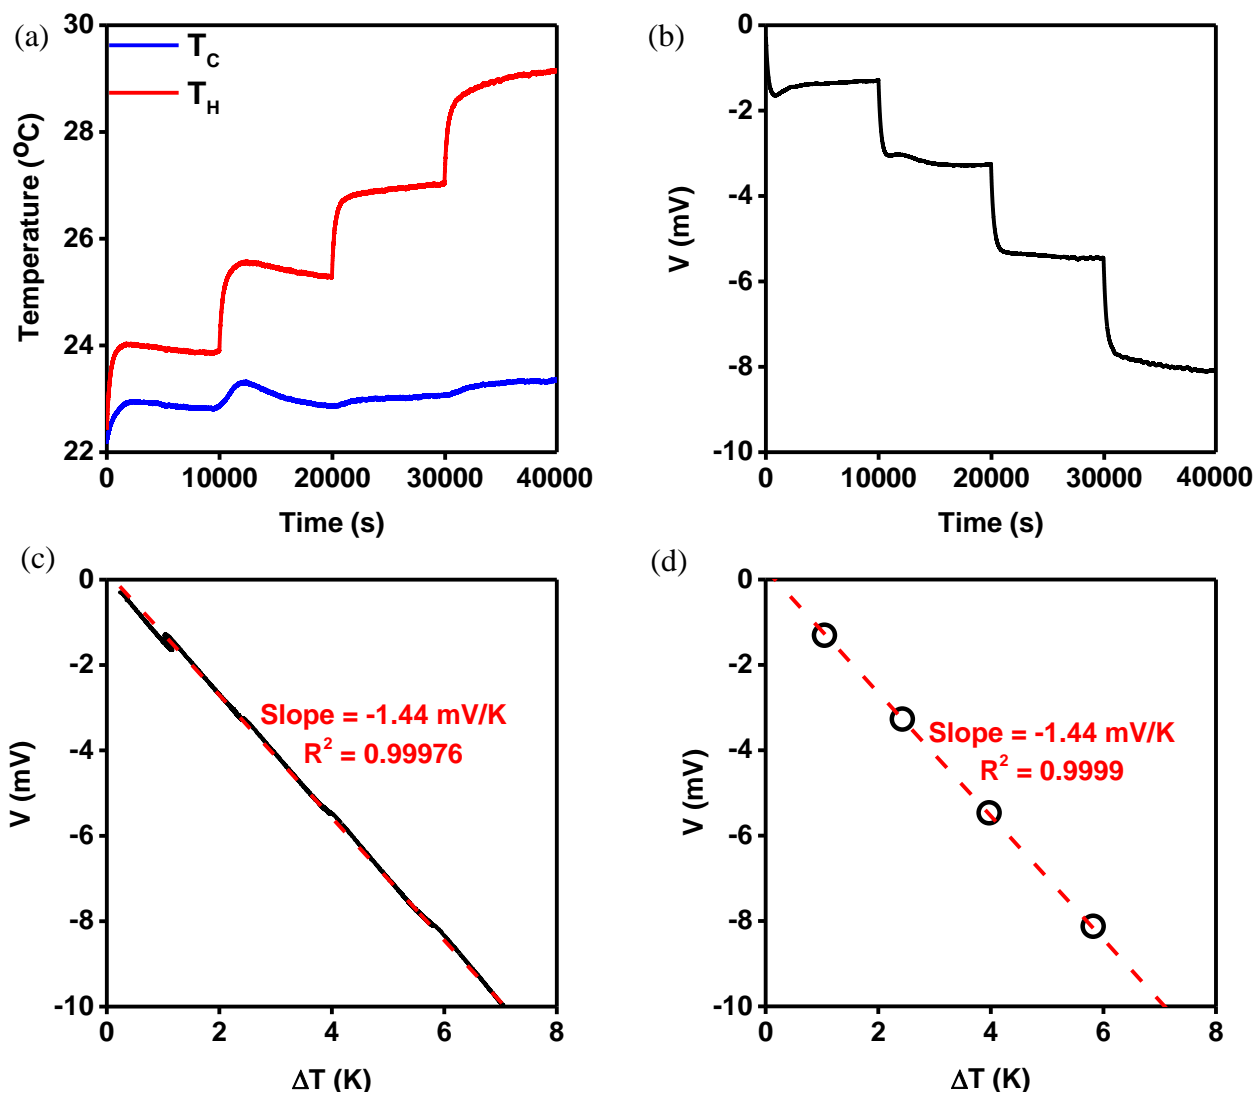 (a)
30
28
26
24
22
Temperature (°C)
T_C
T_H
0 10000 20000 30000 40000
Time (s)
(b)
0
-2
-4
-6
-8
-10
V (mV)
0 10000 20000 30000 40000
Time (s)
(c)
0
-2
-4
-6
-8
-10
V (mV)
Slope = -1.44 mV/K
R² = 0.99976
0 2 4 6 8
ΔT (K)
(d)
0
-2
-4
-6
-8
-10
V (mV)
Slope = -1.44 mV/K
R² = 0.9999
0 2 4 6 8
ΔT (K)